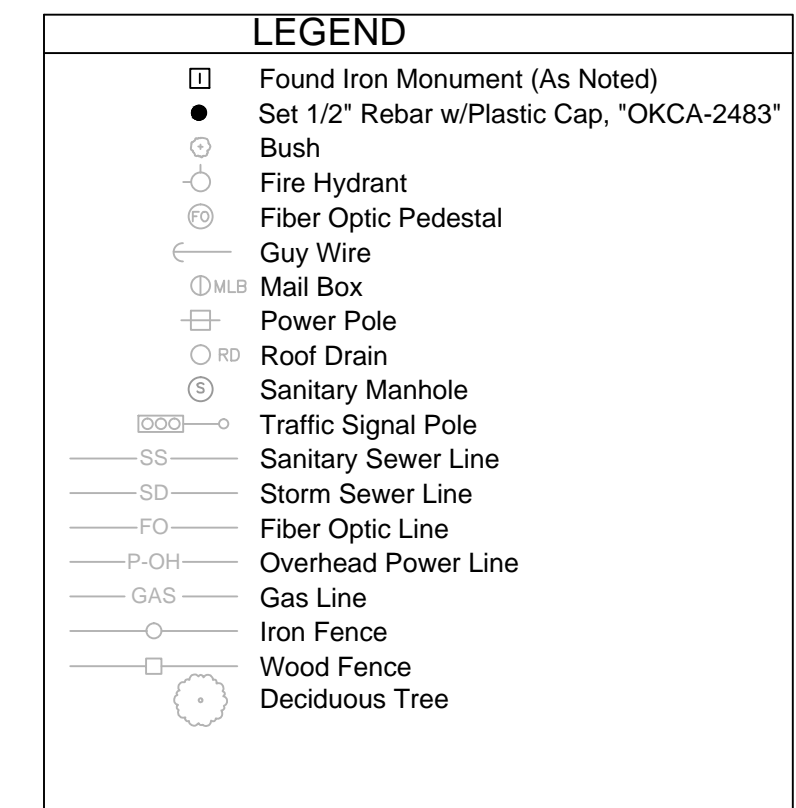 LEGEND
I Found Iron Monument (As Noted)
Set 1/2" Rebar w/Plastic Cap, "OKCA-2483"
Bush
Fire Hydrant
FO Fiber Optic Pedestal
Guy Wire
MLB Mail Box
Power Pole
RD Roof Drain
S Sanitary Manhole
Traffic Signal Pole
SS Sanitary Sewer Line
SD Storm Sewer Line
FO Fiber Optic Line
P-OH Overhead Power Line
GAS Gas Line
Iron Fence
Wood Fence
Deciduous Tree